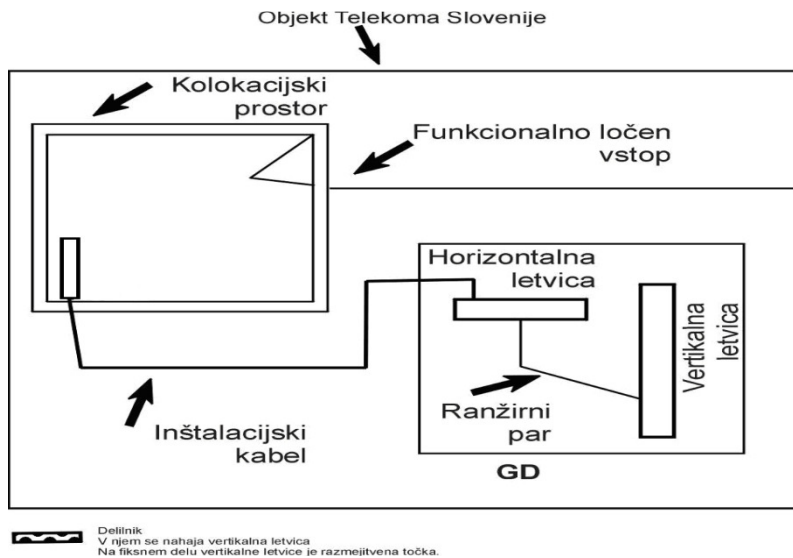 Objekt Telekoma Slovenije
Kolokacijski
prostor
Funkcionalno ločen
vstop
Horizontalna
letvica
Vertikalna
letvica
Ranžirni
par
Inštalacijski
kabel
GD
Delilnik
V njem se nahaja vertikalna letvica
Na fiksnem delu vertikalne letvice je razmejitvena točka.